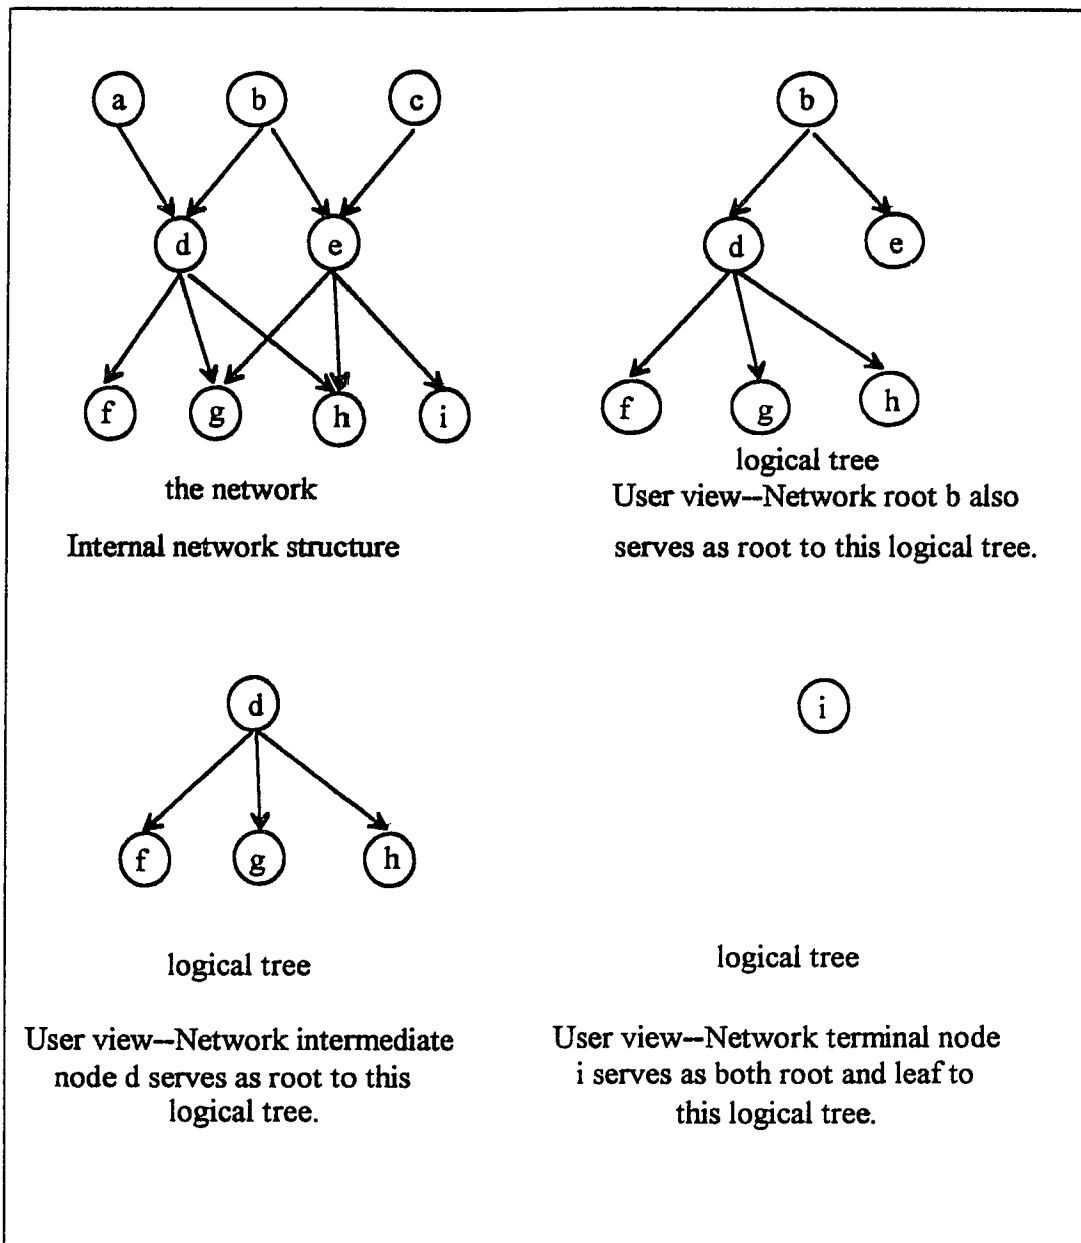 a b c
d e
f g h i
the network
Internal network structure
b
d e
f g h
logical tree
User view--Network root b also
serves as root to this logical tree.
d
f g h
logical tree
User view--Network intermediate
node d serves as root to this
logical tree.
i
logical tree
User view--Network terminal node
i serves as both root and leaf to
this logical tree.